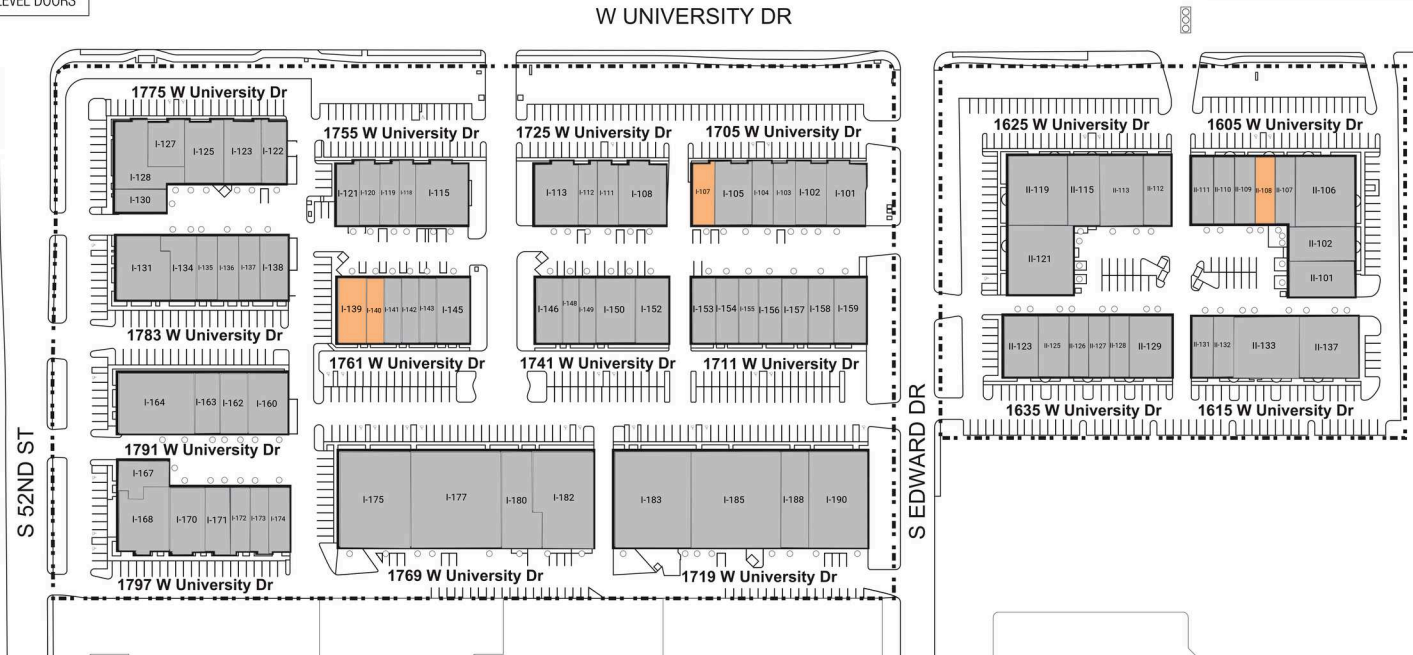 LEVEL DOORS
W UNIVERSITY DR
1775 W University Dr
I-127
I-125
I-123
I-122
I-128
I-130
1755 W University Dr
I-121
I-120
I-119
I-118
I-115
1725 W University Dr
I-113
I-112
I-111
I-108
1705 W University Dr
I-107
I-105
I-104
I-103
I-102
I-101
1625 W University Dr
II-119
II-115
II-113
II-112
II-121
1605 W University Dr
II-111
II-110
II-109
II-108
II-107
II-106
II-102
II-101
I-131
I-134
I-135
I-136
I-137
I-138
1783 W University Dr
I-139
I-140
I-141
I-142
I-143
I-145
1761 W University Dr
I-146
I-148
I-149
I-150
I-152
1741 W University Dr
I-153
I-154
I-155
I-156
I-157
I-158
I-159
1711 W University Dr
II-123
II-125
II-126
II-127
II-128
II-129
1635 W University Dr
II-131
II-132
II-133
II-137
1615 W University Dr
I-164
I-163
I-162
I-160
1791 W University Dr
I-167
I-168
I-170
I-171
I-172
I-173
I-174
1797 W University Dr
I-175
I-177
I-180
I-182
1769 W University Dr
I-183
I-185
I-188
I-190
1719 W University Dr
S 52ND ST
S EDWARD DR